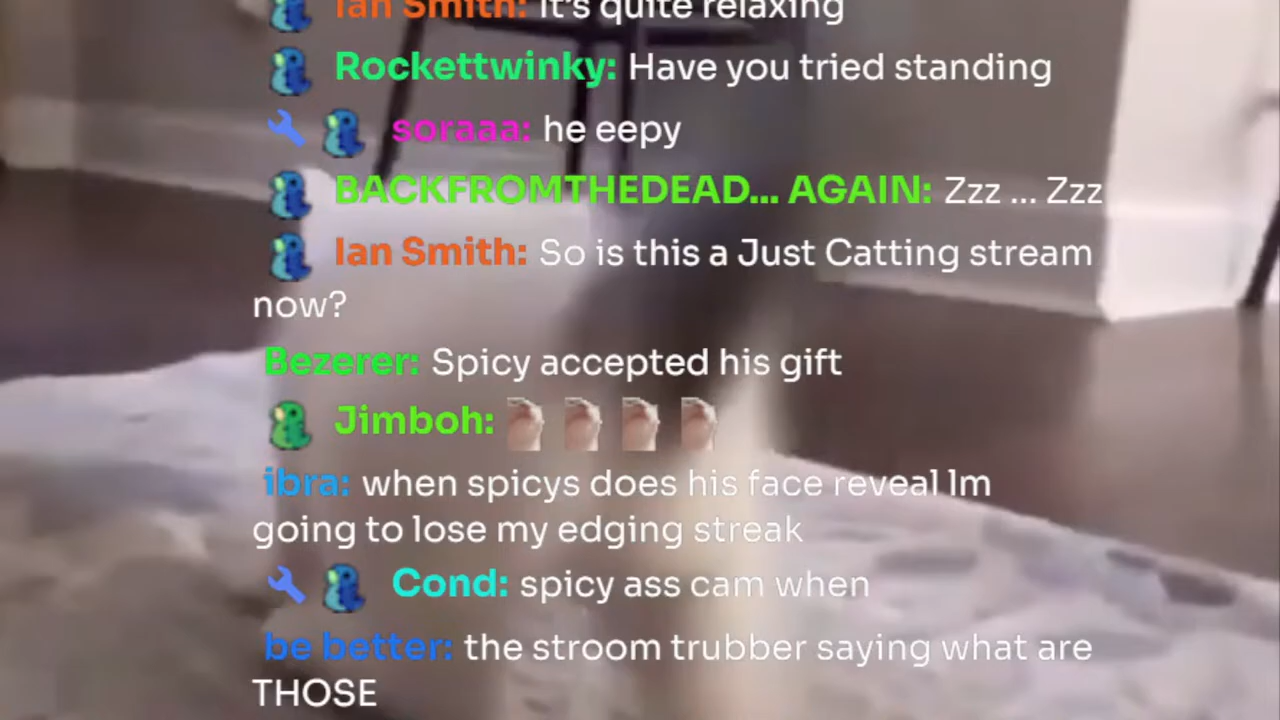 Ian Smith: It's quite relaxing
Rockettwinky: Have you tried standing
soraaa: he eepy
BACKFROMTHEDEAD... AGAIN: Zzz ... Zzz
Ian Smith: So is this a Just Catting stream
now?
Bezerer: Spicy accepted his gift
Jimboh:
ibra: when spicys does his face reveal Im
going to lose my edging streak
Cond: spicy ass cam when
be better: the stroom trubber saying what are
THOSE